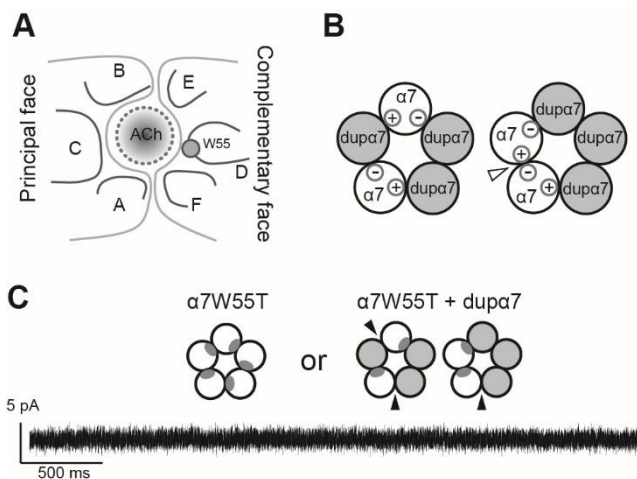 A
Principal face
B
E
C
ACh
W55
D
A
F
Complementary face
B
α7
+ -
dupα7
dupα7
-
α7
+
dupα7
dupα7
α7
-
+
dupα7
dupα7
-
α7
+
dupα7
C
α7W55T
or
α7W55T + dupα7
5 pA
500 ms